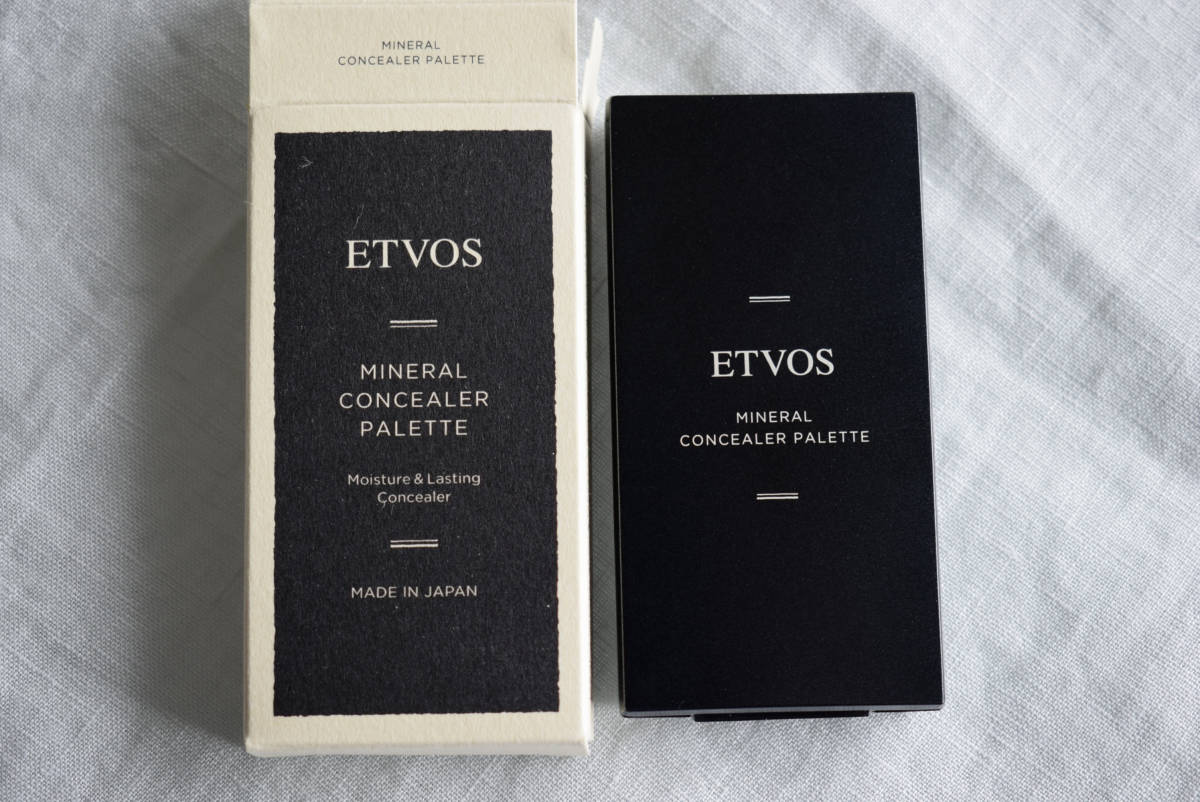 MINERAL
CONCEALER PALETTE
ETVOS
MINERAL
CONCEALER
PALETTE
Moisture & Lasting
Concealer
MADE IN JAPAN
ETVOS
MINERAL
CONCEALER PALETTE